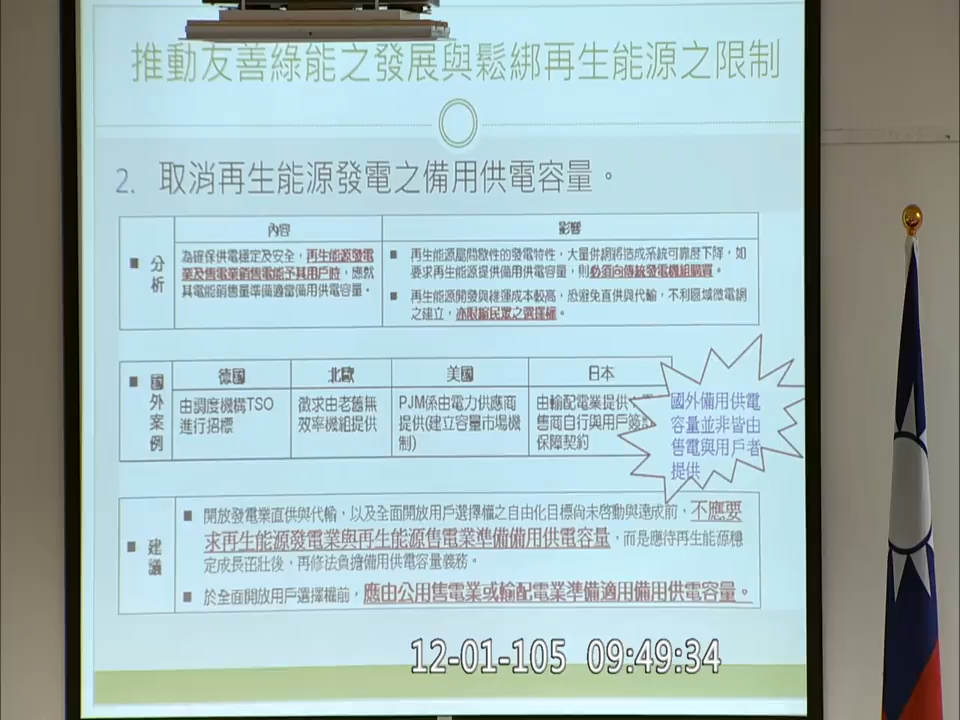 推動友善綠能之發展與鬆綁再生能源之限制
2. 取消再生能源發電之備用供電容量。
內容
影響
■ 分析
為確保供電穩定及安全，再生能源發電
業及售電業銷售電能予其用戶時，應就
其電能銷售量準備適當備用供電容量。
■ 再生能源屬間歇性的發電特性，大量併網將造成系統可靠度下降，如
要求再生能源提供備用供電容量，則必須向傳統發電機組購買。
■ 再生能源開發與維運成本較高，恐避免直供與代輸，不利區域微電網
之建立，亦限縮民眾之選擇權。
■ 國外案例
德國
北歐
美國
日本
由調度機構TSO
進行招標
徵求由老舊無
效率機組提供
PJM係由電力供應商
提供(建立容量市場機
制)
由輸配電業提供
售商自行與用戶簽訂
保障契約
國外備用供電
容量並非皆由
售電與用戶者
提供
■ 建議
■ 開放發電業直供與代輸，以及全面開放用戶選擇權之自由化目標尚未啓動與達成前，不應要
求再生能源發電業與再生能源售電業準備備用供電容量，而是應待再生能源穩
定成長茁壯後，再修法負擔備用供電容量義務。
■ 於全面開放用戶選擇權前，應由公用售電業或輸配電業準備適用備用供電容量。
12-01-105 09:49:34